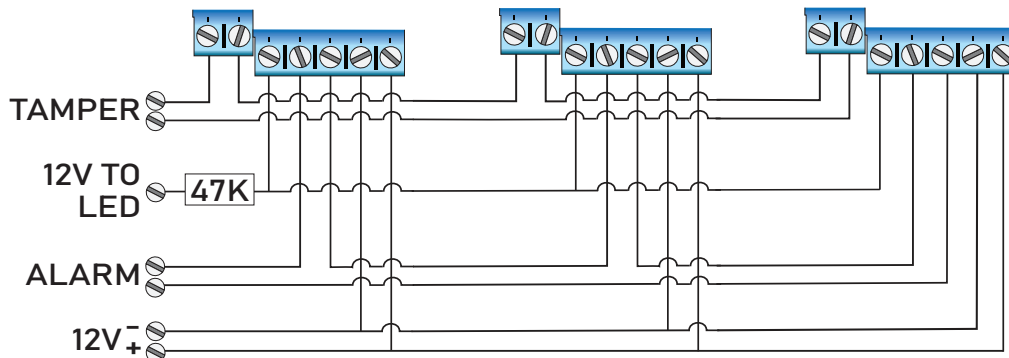 TAMPER
12V TO
LED
47K
ALARM
12V -
+